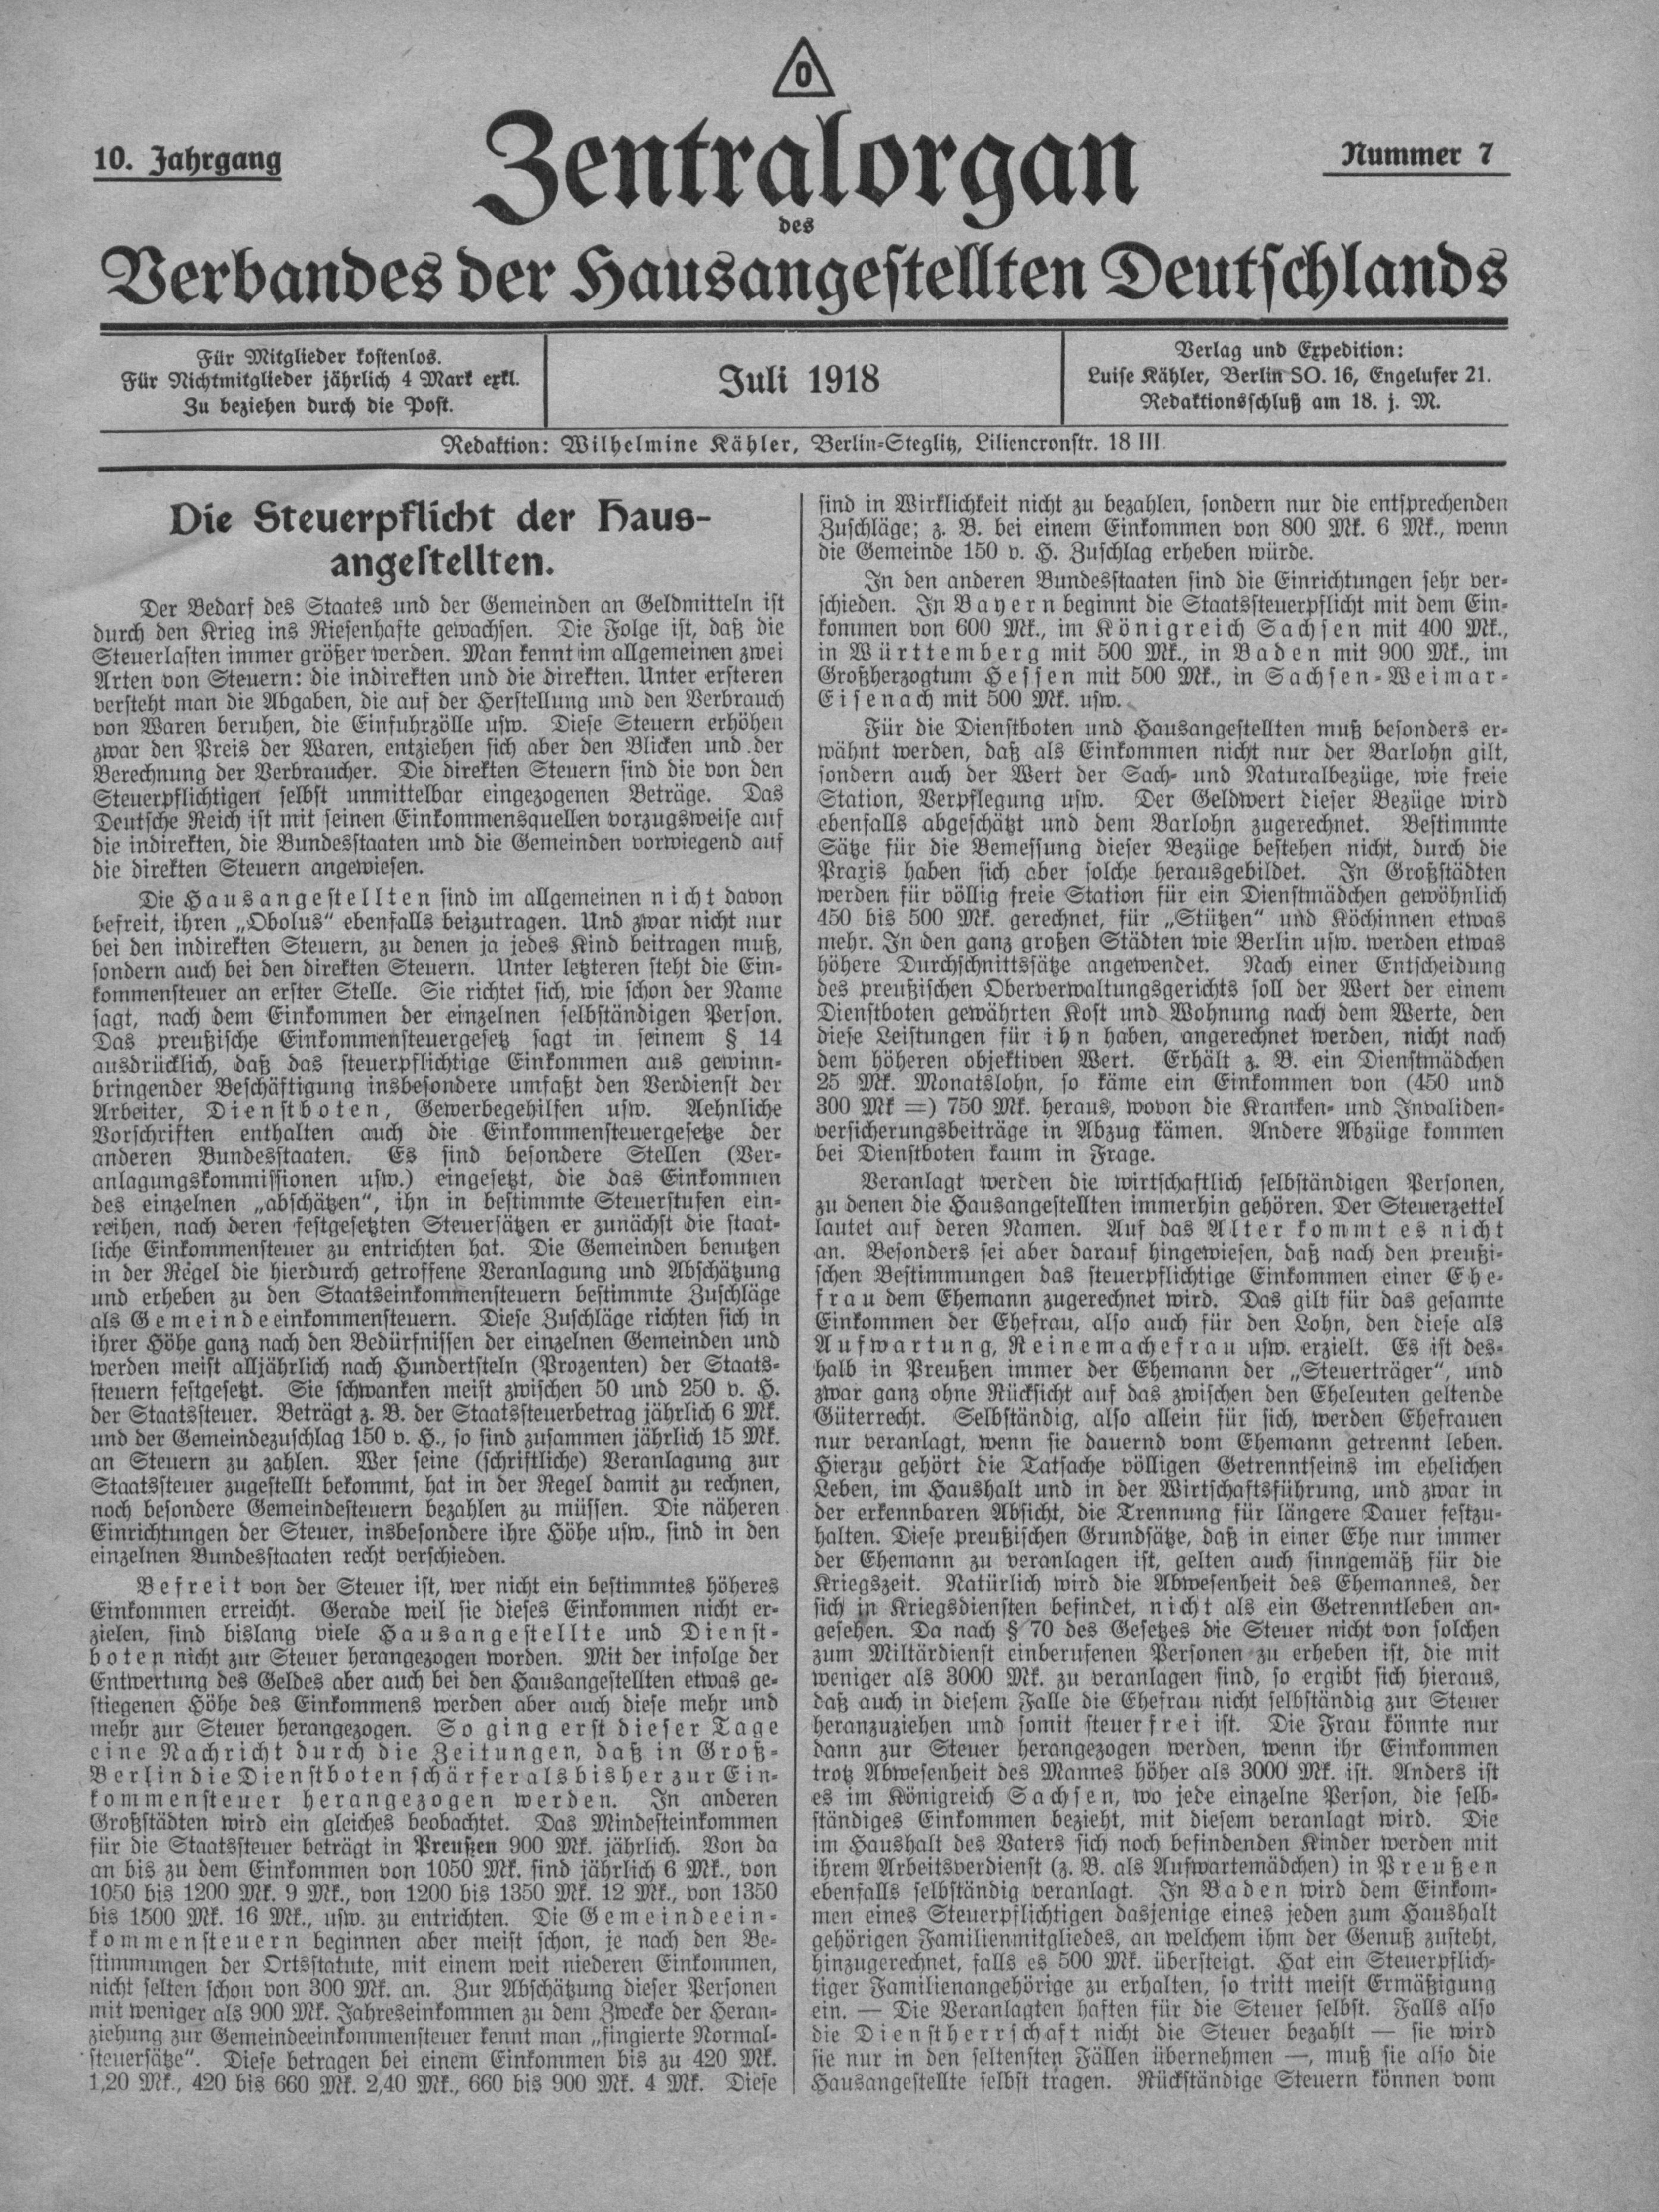 0
10. Jahrgang
Zentralorgan
Nummer 7
des
Verbandes der Hausangestellten Deutschlands
Für Mitglieder kostenlos.
Für Nichtmitglieder jährlich 4 Mark exkl.
Zu beziehen durch die Post.
Juli 1918
Verlag und Expedition:
Luise Kähler, Berlin SO. 16, Engelufer 21.
Redaktionsschluß am 18. j. M.
Redaktion: Wilhelmine Kähler, Berlin-Steglitz, Liliencronstr. 18 III.
Die Steuerpflicht der Haus-
angestellten.
Der Bedarf des Staates und der Gemeinden an Geldmitteln ist
durch den Krieg ins Riesenhafte gewachsen. Die Folge ist, daß die
Steuerlasten immer größer werden. Man kennt im allgemeinen zwei
Arten von Steuern: die indirekten und die direkten. Unter ersteren
versteht man die Abgaben, die auf der Herstellung und den Verbrauch
von Waren beruhen, die Einfuhrzölle usw. Diese Steuern erhöhen
zwar den Preis der Waren, entziehen sich aber den Blicken und der
Berechnung der Verbraucher. Die direkten Steuern sind die von den
Steuerpflichtigen selbst unmittelbar eingezogenen Beträge. Das
Deutsche Reich ist mit seinen Einkommensquellen vorzugsweise auf
die indirekten, die Bundesstaaten und die Gemeinden vorwiegend auf
die direkten Steuern angewiesen.
Die Hausangestellten sind im allgemeinen nicht davon
befreit, ihren „Obolus“ ebenfalls beizutragen. Und zwar nicht nur
bei den indirekten Steuern, zu denen ja jedes Kind beitragen muß,
sondern auch bei den direkten Steuern. Unter letzteren steht die Ein-
kommensteuer an erster Stelle. Sie richtet sich, wie schon der Name
sagt, nach dem Einkommen der einzelnen selbständigen Person.
Das preußische Einkommensteuergesetz sagt in seinem § 14
ausdrücklich, daß das steuerpflichtige Einkommen aus gewinn-
bringender Beschäftigung insbesondere umfaßt den Verdienst der
Arbeiter, Dienstboten, Gewerbegehilfen usw. Aehnliche
Vorschriften enthalten auch die Einkommensteuergesetze der
anderen Bundesstaaten. Es sind besondere Stellen (Ver-
anlagungskommissionen usw.) eingesetzt, die das Einkommen
des einzelnen „abschätzen“, ihn in bestimmte Steuerstufen ein-
reihen, nach deren festgesetzten Steuersätzen er zunächst die staat-
liche Einkommensteuer zu entrichten hat. Die Gemeinden benutzen
in der Regel die hierdurch getroffene Veranlagung und Abschätzung
und erheben zu den Staatseinkommensteuern bestimmte Zuschläge
als Gemeindeeinkommensteuern. Diese Zuschläge richten sich in
ihrer Höhe ganz nach den Bedürfnissen der einzelnen Gemeinden und
werden meist alljährlich nach Hundertsteln (Prozenten) der Staats-
steuern festgesetzt. Sie schwanken meist zwischen 50 und 250 v. H.
der Staatssteuer. Beträgt z. B. der Staatssteuerbetrag jährlich 6 Mk.
und der Gemeindezuschlag 150 v. H., so sind zusammen jährlich 15 Mk.
an Steuern zu zahlen. Wer seine (schriftliche) Veranlagung zur
Staatssteuer zugestellt bekommt, hat in der Regel damit zu rechnen,
noch besondere Gemeindesteuern bezahlen zu müssen. Die näheren
Einrichtungen der Steuer, insbesondere ihre Höhe usw., sind in den
einzelnen Bundesstaaten recht verschieden.
Befreit von der Steuer ist, wer nicht ein bestimmtes höheres
Einkommen erreicht. Gerade weil sie dieses Einkommen nicht er-
zielen, sind bislang viele Hausangestellte und Dienst-
boten nicht zur Steuer herangezogen worden. Mit der infolge der
Entwertung des Geldes aber auch bei den Hausangestellten etwas ge-
stiegenen Höhe des Einkommens werden aber auch diese mehr und
mehr zur Steuer herangezogen. So ging erst dieser Tage
eine Nachricht durch die Zeitungen, daß in Groß-
Berlin die Dienstboten schärfer als bisher zur Ein-
kommensteuer herangezogen werden. In anderen
Großstädten wird ein gleiches beobachtet. Das Mindesteinkommen
für die Staatssteuer beträgt in Preußen 900 Mk. jährlich. Von da
an bis zu dem Einkommen von 1050 Mk. sind jährlich 6 Mk., von
1050 bis 1200 Mk. 9 Mk., von 1200 bis 1350 Mk. 12 Mk., von 1350
bis 1500 Mk. 16 Mk., usw. zu entrichten. Die Gemeindeein-
kommensteuern beginnen aber meist schon, je nach den Be-
stimmungen der Ortsstatute, mit einem weit niederen Einkommen,
nicht selten schon von 300 Mk. an. Zur Abschätzung dieser Personen
mit weniger als 900 Mk. Jahreseinkommen zu dem Zwecke der Heran-
ziehung zur Gemeindeeinkommensteuer kennt man „fingierte Normal-
steuersätze“. Diese betragen bei einem Einkommen bis zu 420 Mk.
1,20 Mk., 420 bis 660 Mk. 2,40 Mk., 660 bis 900 Mk. 4 Mk. Diese
sind in Wirklichkeit nicht zu bezahlen, sondern nur die entsprechenden
Zuschläge; z. B. bei einem Einkommen von 800 Mk. 6 Mk., wenn
die Gemeinde 150 v. H. Zuschlag erheben würde.
In den anderen Bundesstaaten sind die Einrichtungen sehr ver-
schieden. In Bayern beginnt die Staatssteuerpflicht mit dem Ein-
kommen von 600 Mk., im Königreich Sachsen mit 400 Mk.,
in Württemberg mit 500 Mk., in Baden mit 900 Mk., im
Großherzogtum Hessen mit 500 Mk., in Sachsen-Weimar-
Eisenach mit 500 Mk. usw.
Für die Dienstboten und Hausangestellten muß besonders er-
wähnt werden, daß als Einkommen nicht nur der Barlohn gilt,
sondern auch der Wert der Sach- und Naturalbezüge, wie freie
Station, Verpflegung usw. Der Geldwert dieser Bezüge wird
ebenfalls abgeschätzt und dem Barlohn zugerechnet. Bestimmte
Sätze für die Bemessung dieser Bezüge bestehen nicht, durch die
Praxis haben sich aber solche herausgebildet. In Großstädten
werden für völlig freie Station für ein Dienstmädchen gewöhnlich
450 bis 500 Mk. gerechnet, für „Stützen“ und Köchinnen etwas
mehr. In den ganz großen Städten wie Berlin usw. werden etwas
höhere Durchschnittssätze angewendet. Nach einer Entscheidung
des preußischen Oberverwaltungsgerichts soll der Wert der einem
Dienstboten gewährten Kost und Wohnung nach dem Werte, den
diese Leistungen für ihn haben, angerechnet werden, nicht nach
dem höheren objektiven Wert. Erhält z. B. ein Dienstmädchen
25 Mk. Monatslohn, so käme ein Einkommen von (450 und
300 Mk =) 750 Mk. heraus, wovon die Kranken- und Invaliden-
versicherungsbeiträge in Abzug kämen. Andere Abzüge kommen
bei Dienstboten kaum in Frage.
Veranlagt werden die wirtschaftlich selbständigen Personen,
zu denen die Hausangestellten immerhin gehören. Der Steuerzettel
lautet auf deren Namen. Auf das Alter kommt es nicht
an. Besonders sei aber darauf hingewiesen, daß nach den preußi-
schen Bestimmungen das steuerpflichtige Einkommen einer Ehe-
frau dem Ehemann zugerechnet wird. Das gilt für das gesamte
Einkommen der Ehefrau, also auch für den Lohn, den diese als
Aufwartung, Reinemachefrau usw. erzielt. Es ist des-
halb in Preußen immer der Ehemann der „Steuerträger“, und
zwar ganz ohne Rücksicht auf das zwischen den Eheleuten geltende
Güterrecht. Selbständig, also allein für sich, werden Ehefrauen
nur veranlagt, wenn sie dauernd vom Ehemann getrennt leben.
Hierzu gehört die Tatsache völligen Getrenntseins im ehelichen
Leben, im Haushalt und in der Wirtschaftsführung, und zwar in
der erkennbaren Absicht, die Trennung für längere Dauer festzu-
halten. Diese preußischen Grundsätze, daß in einer Ehe nur immer
der Ehemann zu veranlagen ist, gelten auch sinngemäß für die
Kriegszeit. Natürlich wird die Abwesenheit des Ehemannes, der
sich in Kriegsdiensten befindet, nicht als ein Getrenntleben an-
gesehen. Da nach § 70 des Gesetzes die Steuer nicht von solchen
zum Militärdienst einberufenen Personen zu erheben ist, die mit
weniger als 3000 Mk. zu veranlagen sind, so ergibt sich hieraus,
daß auch in diesem Falle die Ehefrau nicht selbständig zur Steuer
heranzuziehen und somit steuerfrei ist. Die Frau könnte nur
dann zur Steuer herangezogen werden, wenn ihr Einkommen
trotz Abwesenheit des Mannes höher als 3000 Mk. ist. Anders ist
es im Königreich Sachsen, wo jede einzelne Person, die selb-
ständiges Einkommen bezieht, mit diesem veranlagt wird. Die
im Haushalt des Vaters sich noch befindenden Kinder werden mit
ihrem Arbeitsverdienst (z. B. als Aufwartemädchen) in Preußen
ebenfalls selbständig veranlagt. In Baden wird dem Einkom-
men eines Steuerpflichtigen dasjenige eines jeden zum Haushalt
gehörigen Familienmitgliedes, an welchem ihm der Genuß zusteht,
hinzugerechnet, falls es 500 Mk. übersteigt. Hat ein Steuerpflich-
tiger Familienangehörige zu erhalten, so tritt meist Ermäßigung
ein. — Die Veranlagten haften für die Steuer selbst. Falls also
die Dienstherrschaft nicht die Steuer bezahlt — sie wird
sie nur in den seltensten Fällen übernehmen —, muß sie also die
Hausangestellte selbst tragen. Rückständige Steuern können vom